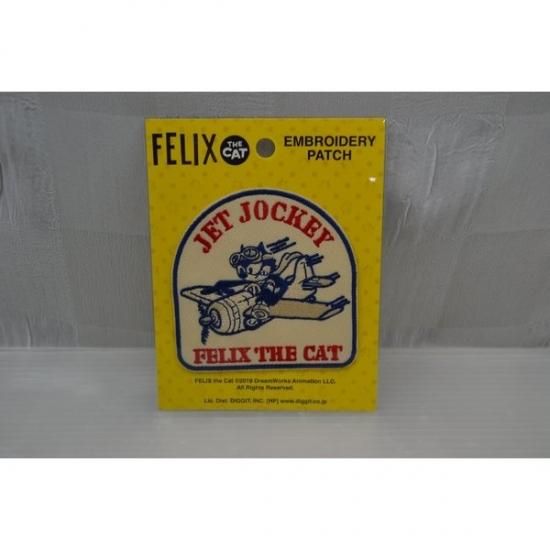 FELIX THE CAT
EMBROIDERY
PATCH
JET JOCKEY
FELIX THE CAT
FELIX the Cat ©2019 DreamWorks Animation LLC.
All Rights Reserved.
Lic. Dist. DIGGIT, INC. [HP] www.diggit.co.jp